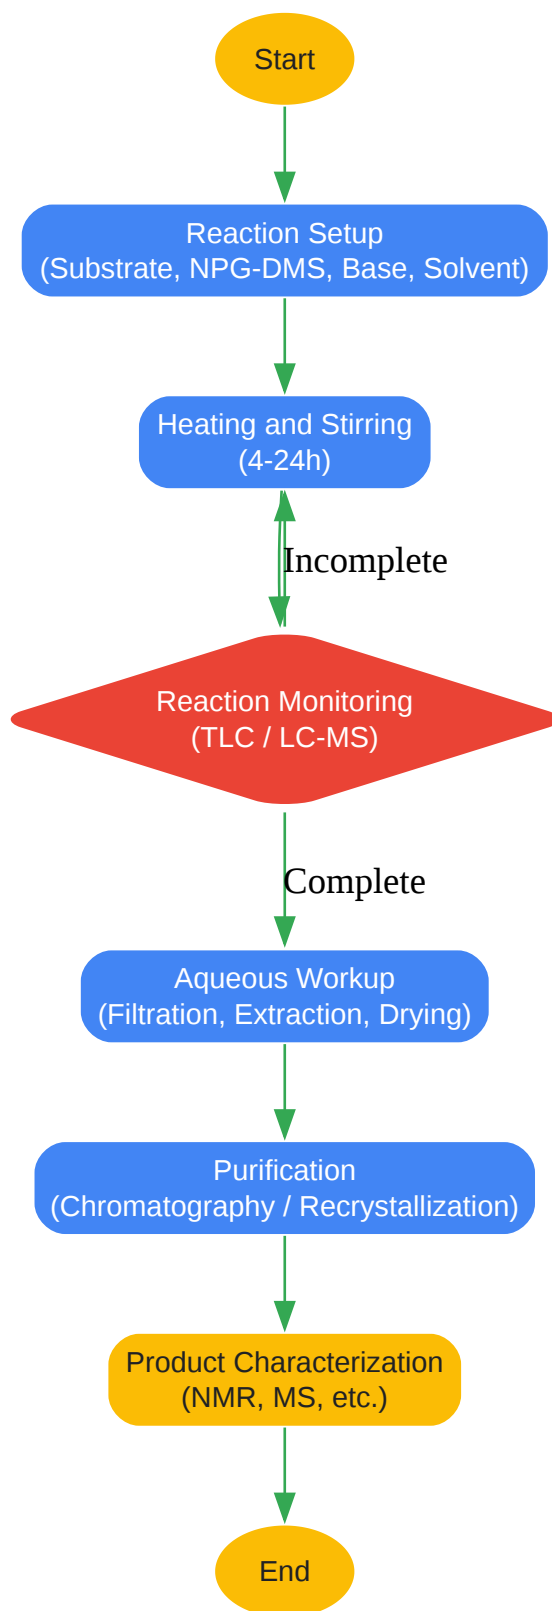 Start
Reaction Setup
(Substrate, NPG-DMS, Base, Solvent)
Heating and Stirring
(4-24h)
Incomplete
Reaction Monitoring
(TLC / LC-MS)
Complete
Aqueous Workup
(Filtration, Extraction, Drying)
Purification
(Chromatography / Recrystallization)
Product Characterization
(NMR, MS, etc.)
End